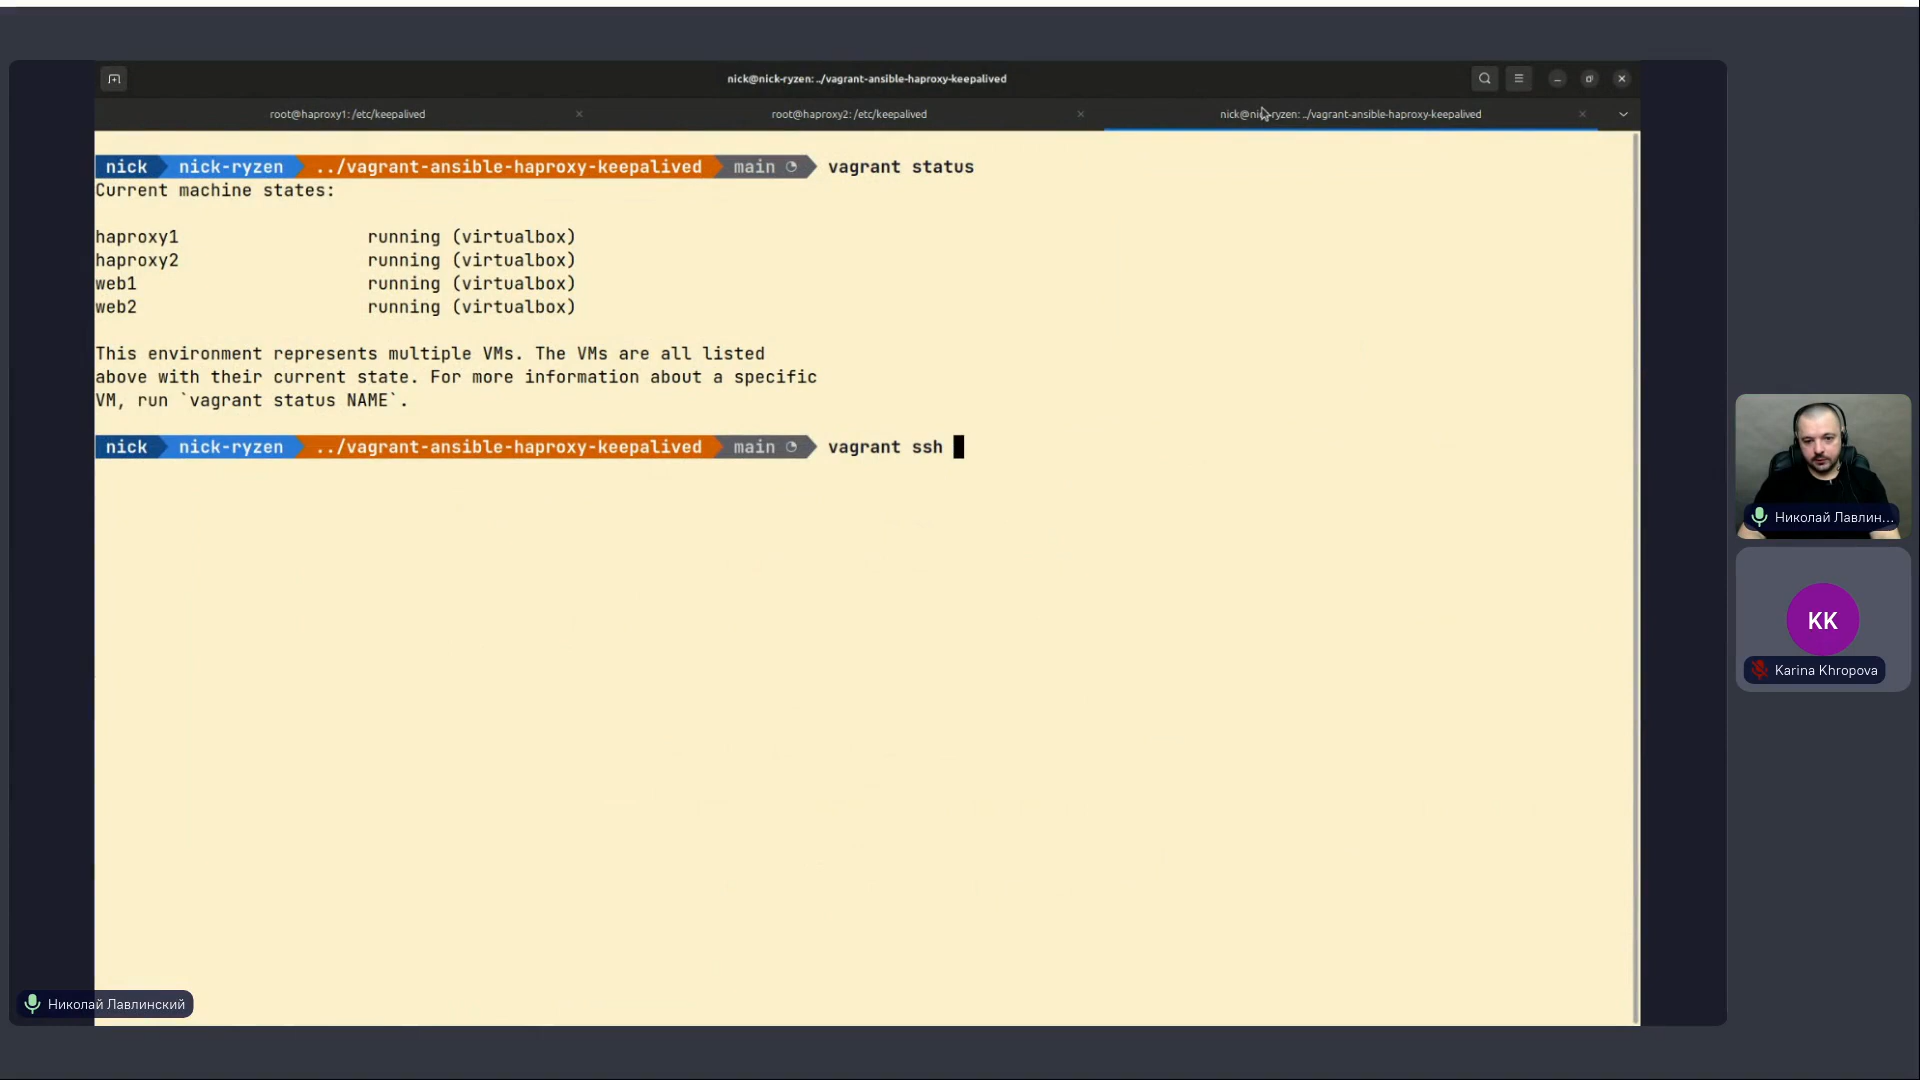 nick@nick-ryzen: ../vagrant-ansible-haproxy-keepalived
root@haproxy1: /etc/keepalived
root@haproxy2: /etc/keepalived
nick@nick-ryzen: ../vagrant-ansible-haproxy-keepalived
nick nick-ryzen ../vagrant-ansible-haproxy-keepalived main vagrant status
Current machine states:
haproxy1 running (virtualbox)
haproxy2 running (virtualbox)
web1 running (virtualbox)
web2 running (virtualbox)
This environment represents multiple VMs. The VMs are all listed
above with their current state. For more information about a specific
VM, run `vagrant status NAME`.
nick nick-ryzen ../vagrant-ansible-haproxy-keepalived main vagrant ssh
Николай Лавлин...
KK
Karina Khropova
Николай Лавлинский